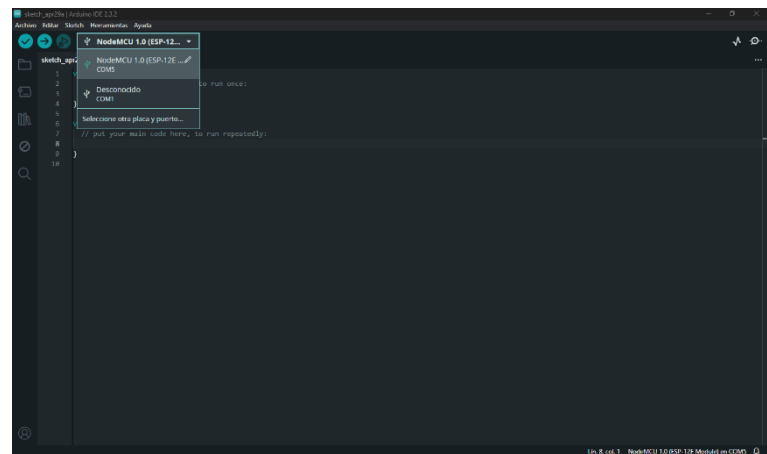 sketch_apr29a | Arduino IDE 2.3.2
Archivo Editar Sketch Herramientas Ayuda
NodeMCU 1.0 (ESP-12...
sketch_apr2
NodeMCU 1.0 (ESP-12E ...
COM5
Desconocido
COM1
Seleccione otra placa y puerto...
1 v
2 to run once:
3
4 }
5
6 v
7 // put your main code here, to run repeatedly:
8
9 }
10
Lín. 8, col. 1 NodeMCU 1.0 (ESP-12E Module) en COM5